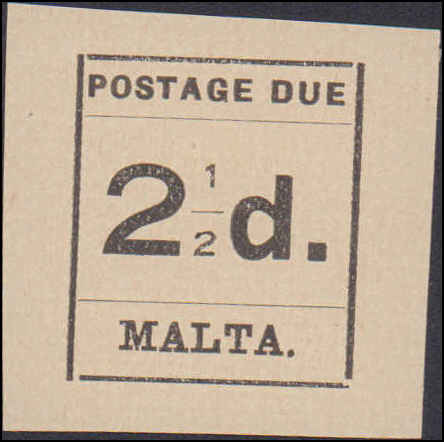 POSTAGE DUE
2½d.
MALTA.